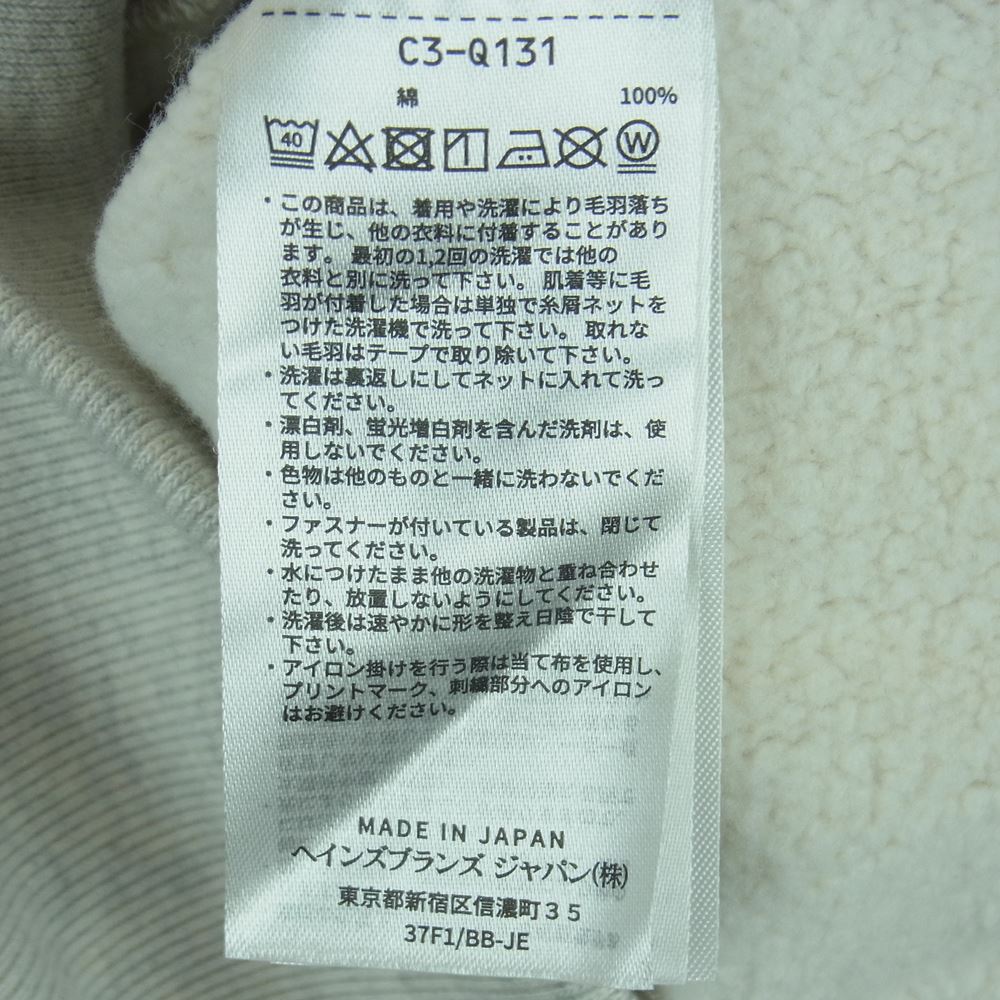 C3-Q131
綿 100%
40 W
・この商品は、着用や洗濯により毛羽落ち
が生じ、他の衣料に付着することがあり
ます。 最初の1,2回の洗濯では他の
衣料と別に洗って下さい。 肌着等に毛
羽が付着した場合は単独で糸屑ネットを
つけた洗濯機で洗って下さい。 取れな
い毛羽はテープで取り除いて下さい。
・洗濯は裏返しにしてネットに入れて洗っ
てください。
・漂白剤、蛍光増白剤を含んだ洗剤は、使
用しないでください。
・色物は他のものと一緒に洗わないでくだ
さい。
・ファスナーが付いている製品は、閉じて
洗ってください。
・水につけたまま他の洗濯物と重ね合わせ
たり、放置しないようにしてください。
・洗濯後は速やかに形を整え日陰で干して
下さい。
・アイロン掛けを行う際は当て布を使用し、
プリントマーク、刺繍部分へのアイロン
はお避けください。
MADE IN JAPAN
ヘインズブランズ ジャパン(株)
東京都新宿区信濃町35
37F1/BB-JE